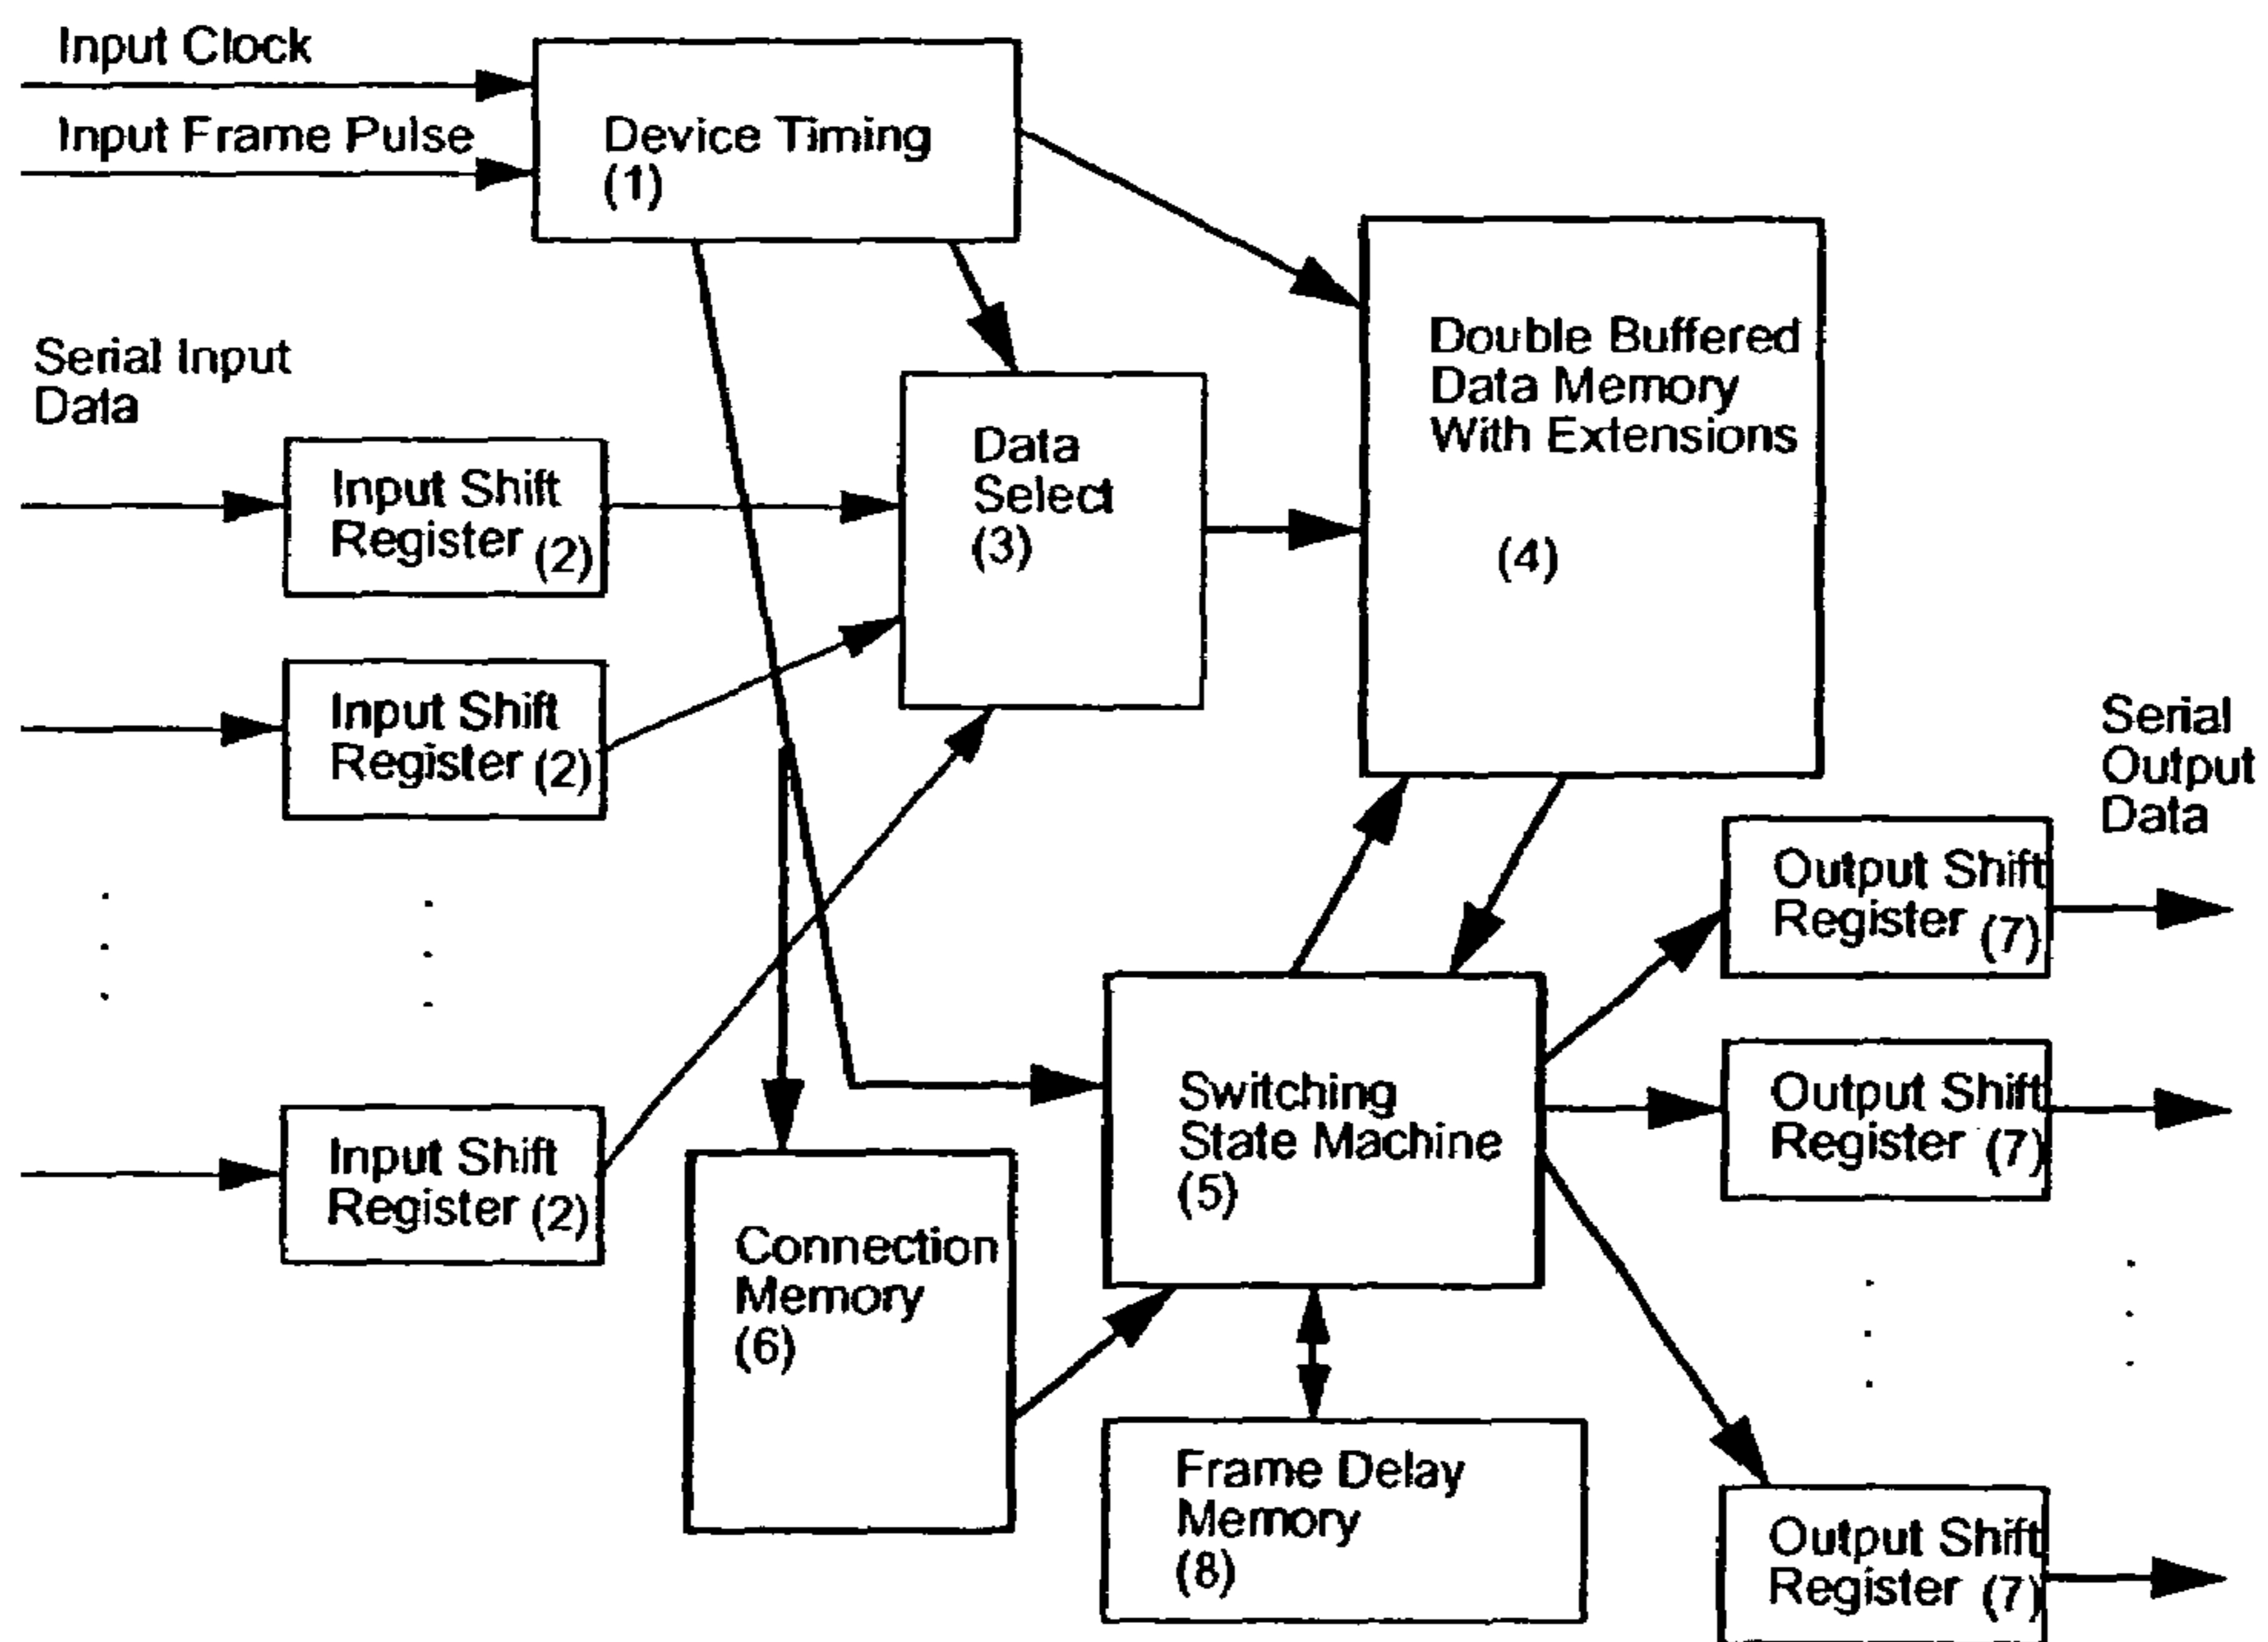 Input Clock
Input Frame Pulse
Device Timing
(1)
Serial Input
Data
Double Buffered
Data Memory
With Extensions
(4)
Data
Select
(3)
Input Shift
Register (2)
Input Shift
Register (2)
Input Shift
Register (2)
Serial
Output
Data
Output Shift
Register (7)
Switching
State Machine
(5)
Output Shift
Register (7)
Connection
Memory
(6)
Frame Delay
Memory
(8)
Output Shift
Register (7)